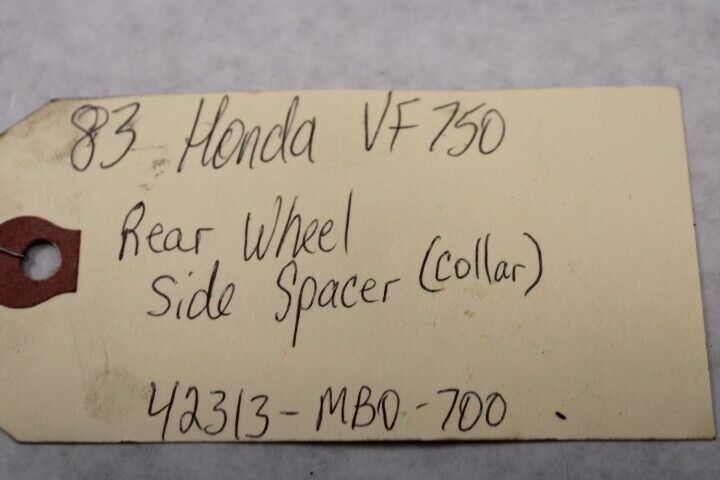 83 Honda VF750
Rear Wheel
Side Spacer (collar)
42313-MB0-700